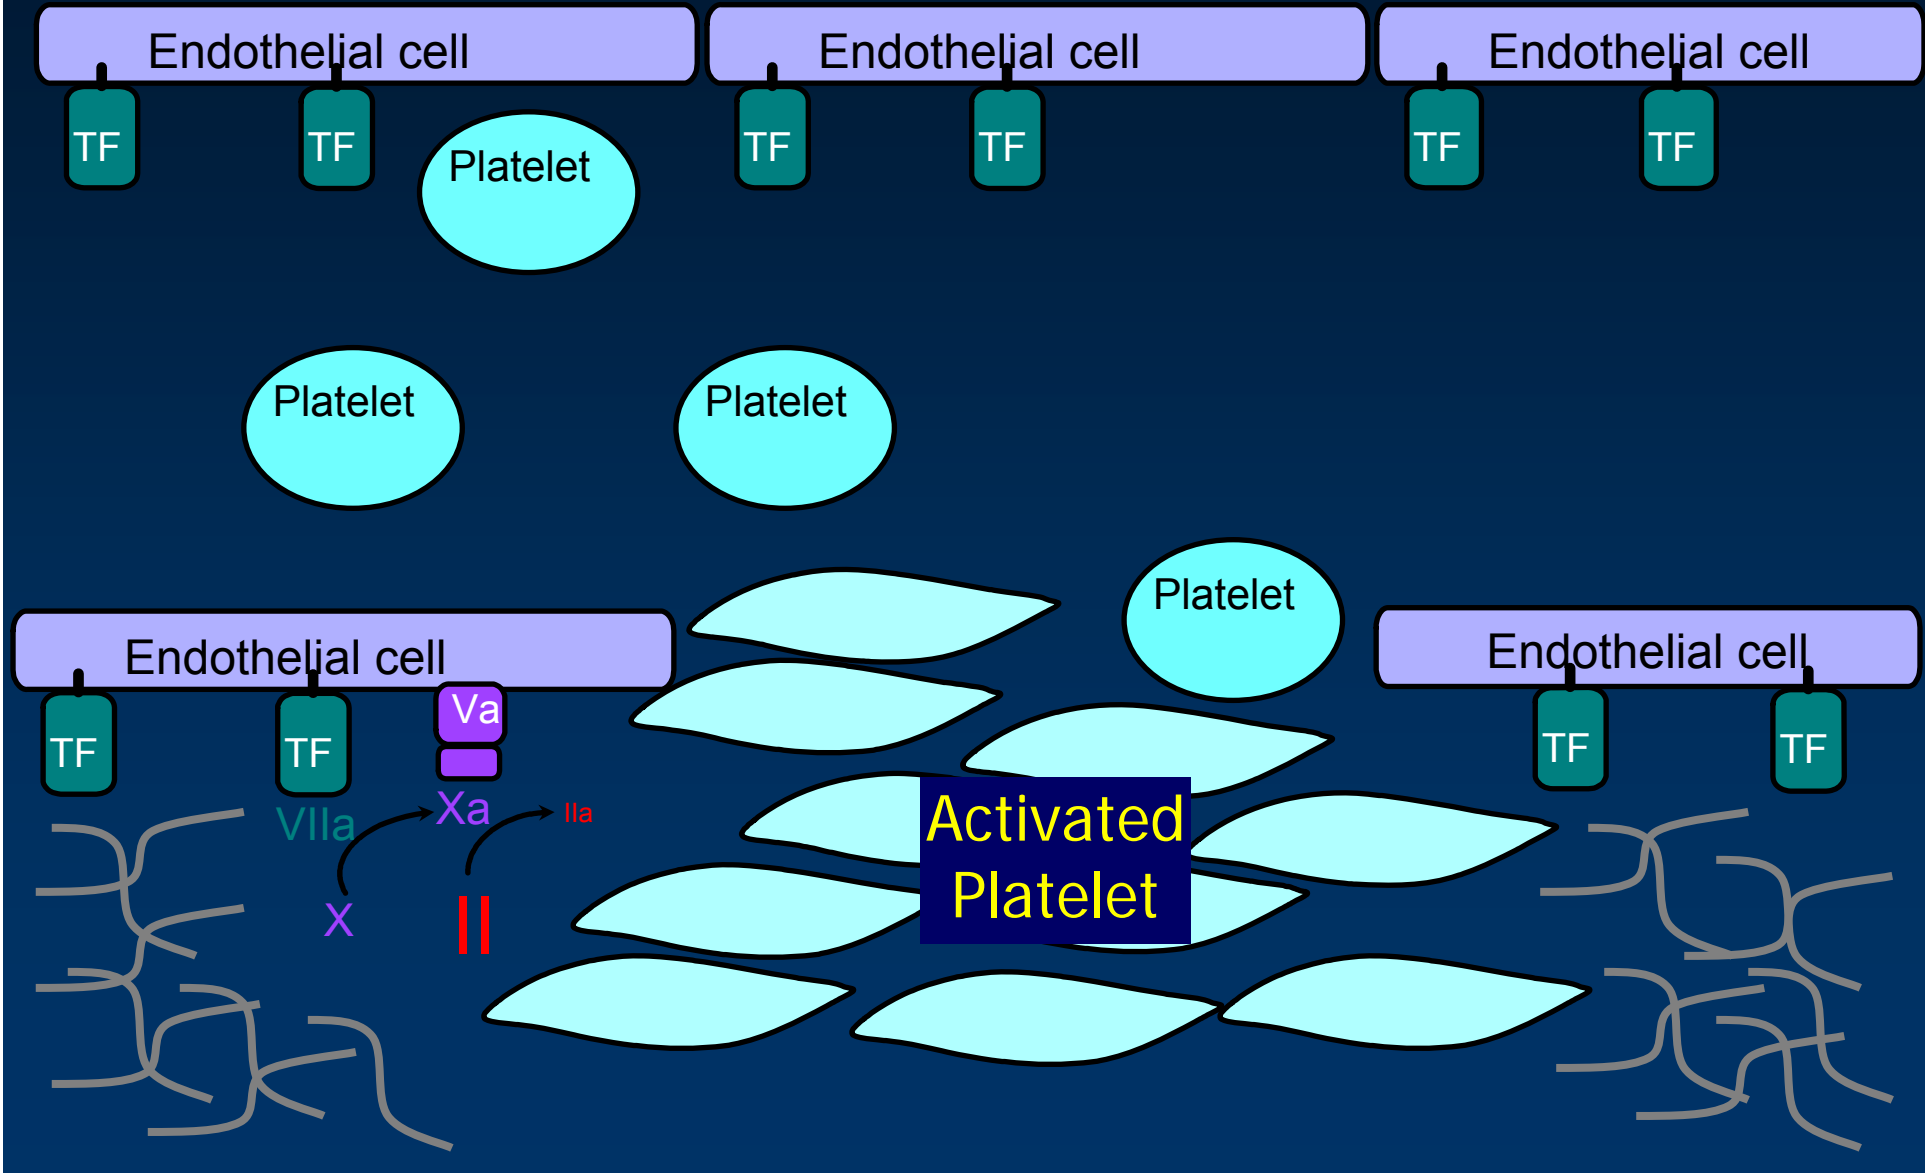 Endothelial cell
Endothelial cell
Endothelial cell
TF
TF
TF
TF
TF
TF
Platelet
Platelet
Platelet
Platelet
Endothelial cell
Endothelial cell
TF
TF
Va
TF
TF
VIIa
Xa
IIa
X
II
Activated
Platelet